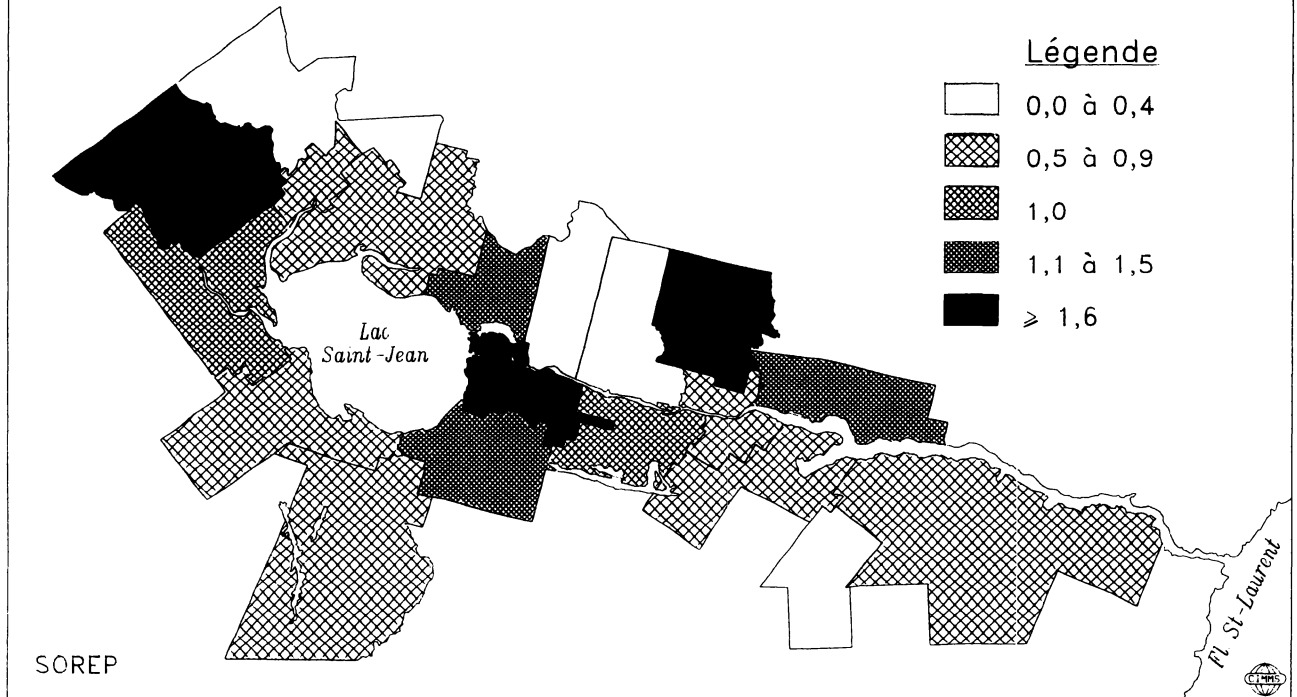 Légende
0,0 à 0,4
0,5 à 0,9
1,0
1,1 à 1,5
⩾ 1,6
Lac
Saint-Jean
Fl. St-Laurent
SOREP
CIMMS